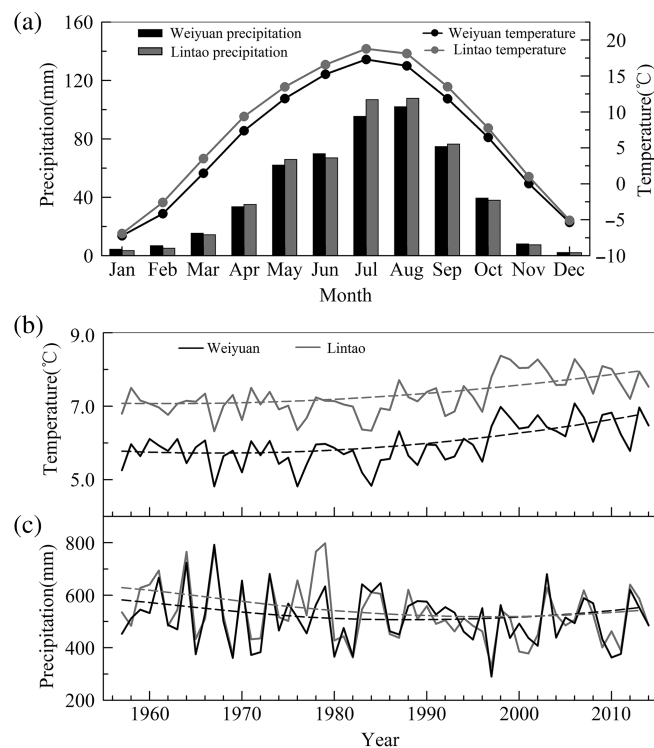 (a)
Weiyuan precipitation
Lintao precipitation
Weiyuan temperature
Lintao temperature
Precipitation(mm)
160
120
80
40
0
Temperature(℃)
20
15
10
5
0
−5
−10
Jan Feb Mar Apr May Jun Jul Aug Sep Oct Nov Dec
Month
(b)
Weiyuan
Lintao
Temperature(℃)
9.0
7.0
5.0
(c)
Precipitation(mm)
800
600
400
200
1960 1970 1980 1990 2000 2010
Year